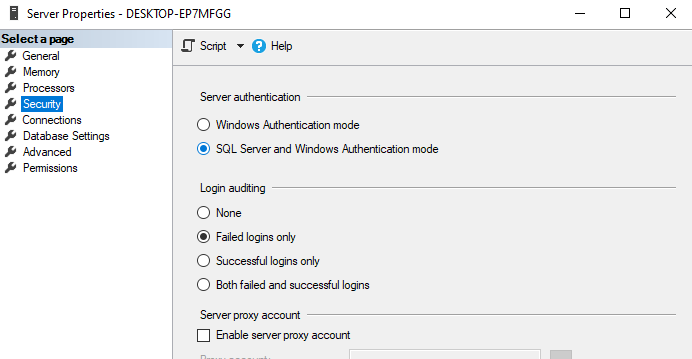 Server Properties - DESKTOP-EP7MFGG
Select a page
General
Memory
Processors
Security
Connections
Database Settings
Advanced
Permissions
Script
Help
Server authentication
Windows Authentication mode
SQL Server and Windows Authentication mode
Login auditing
None
Failed logins only
Successful logins only
Both failed and successful logins
Server proxy account
Enable server proxy account